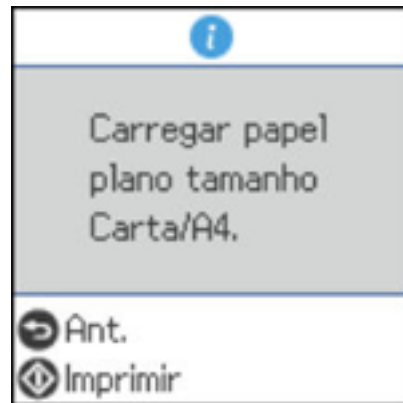 Carregar papel
plano tamanho
Carta/A4.
Ant.
Imprimir